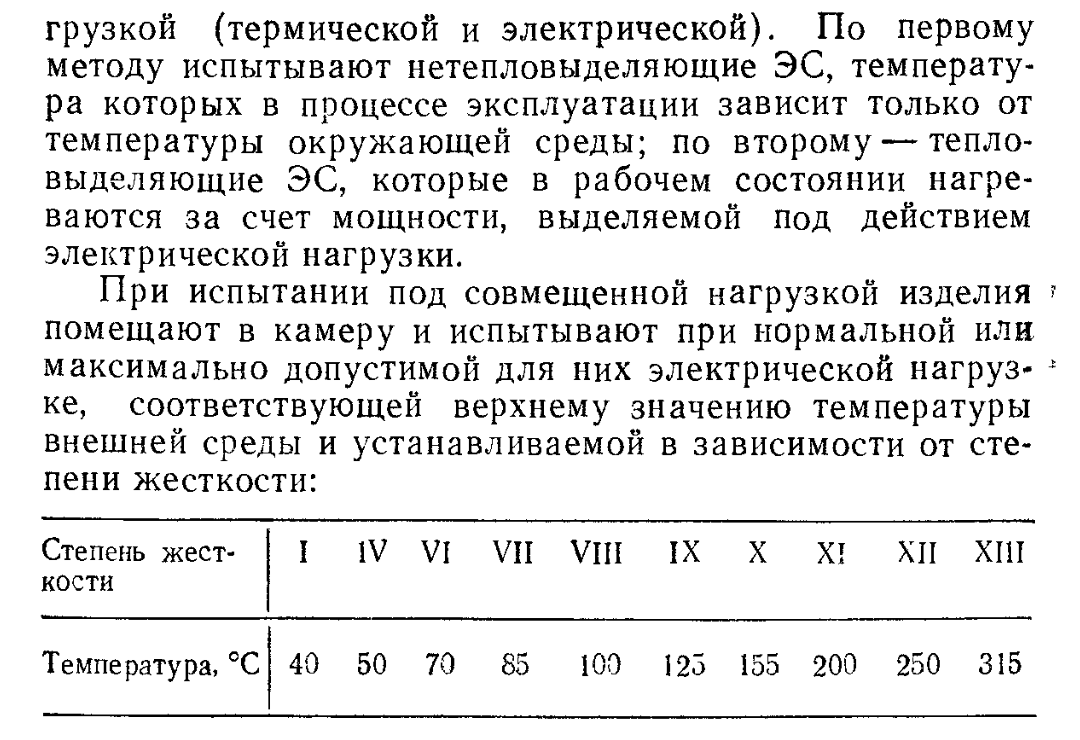 грузкой (термической и электрической). По первому
методу испытывают нетепловыделяющие ЭС, температу-
ра которых в процессе эксплуатации зависит только от
температуры окружающей среды; по второму — тепло-
выделяющие ЭС, которые в рабочем состоянии нагре-
ваются за счет мощности, выделяемой под действием
электрической нагрузки.
При испытании под совмещенной нагрузкой изделия
помещают в камеру и испытывают при нормальной или
максимально допустимой для них электрической нагруз-
ке, соответствующей верхнему значению температуры
внешней среды и устанавливаемой в зависимости от сте-
пени жесткости:
Степень жест- I IV VI VII VIII IX X XI XII XIII
кости
Температура, °С 40 50 70 85 100 125 155 200 250 315